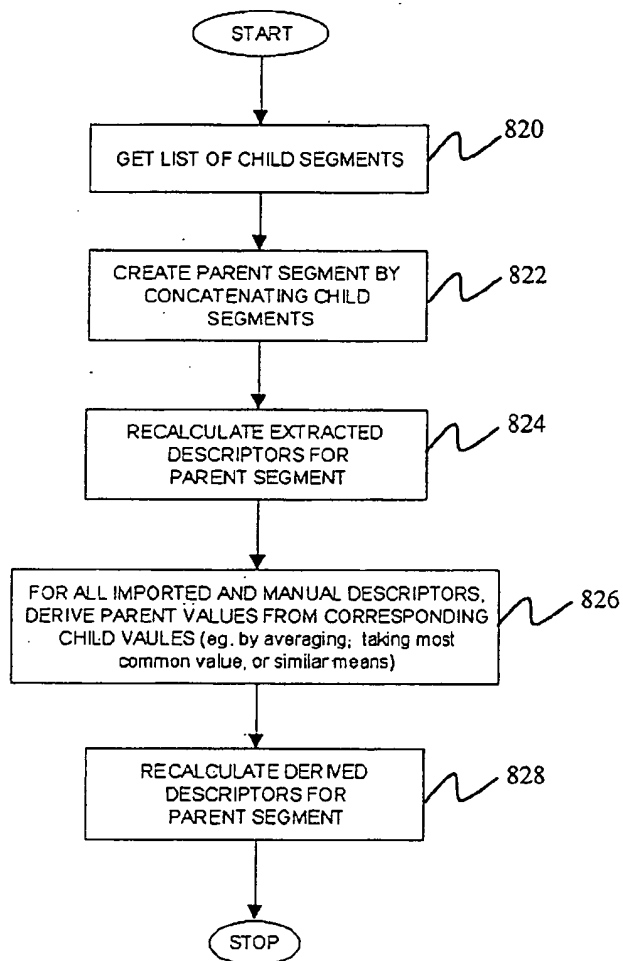 START
GET LIST OF CHILD SEGMENTS
820
CREATE PARENT SEGMENT BY
CONCATENATING CHILD
SEGMENTS
822
RECALCULATE EXTRACTED
DESCRIPTORS FOR
PARENT SEGMENT
824
FOR ALL IMPORTED AND MANUAL DESCRIPTORS,
DERIVE PARENT VALUES FROM CORRESPONDING
CHILD VAULES (eg. by averaging; taking most
common value, or similar means)
826
RECALCULATE DERIVED
DESCRIPTORS FOR
PARENT SEGMENT
828
STOP